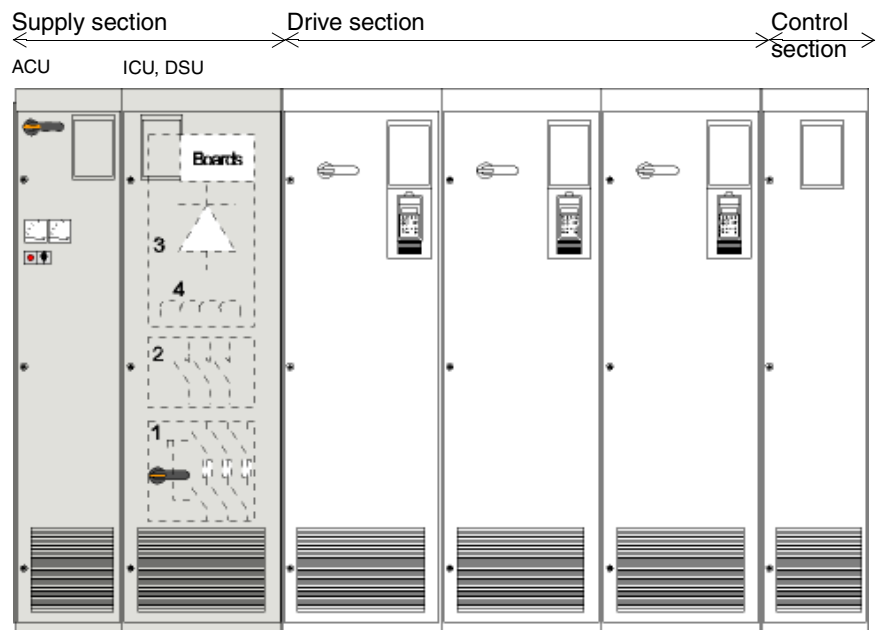 Supply section
Drive section
Control
section
ACU
ICU, DSU
Boards
3
4
2
1